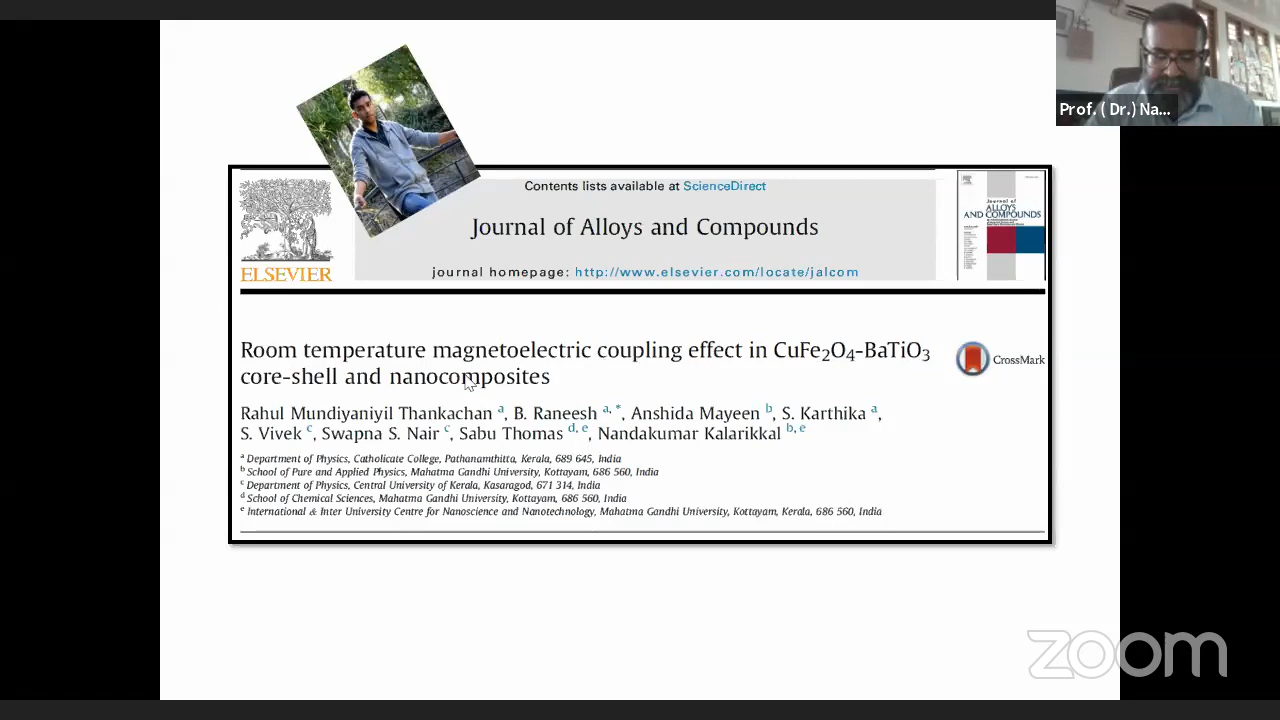 Prof. ( Dr.) Na...
Contents lists available at ScienceDirect
Journal of Alloys and Compounds
journal homepage: http://www.elsevier.com/locate/jalcom
ELSEVIER
Journal of
ALLOYS
AND COMPOUNDS
Room temperature magnetoelectric coupling effect in CuFe₂O₄-BaTiO₃
core-shell and nanocomposites
CrossMark
Rahul Mundiyaniyil Thankachan ᵃ, B. Raneesh ᵃ, *, Anshida Mayeen ᵇ, S. Karthika ᵃ,
S. Vivek ᶜ, Swapna S. Nair ᶜ, Sabu Thomas ᵈ, ᵉ, Nandakumar Kalarikkal ᵇ, ᵉ
ᵃ Department of Physics, Catholicate College, Pathanamthitta, Kerala, 689 645, India
ᵇ School of Pure and Applied Physics, Mahatma Gandhi University, Kottayam, 686 560, India
ᶜ Department of Physics, Central University of Kerala, Kasaragod, 671 314, India
ᵈ School of Chemical Sciences, Mahatma Gandhi University, Kottayam, 686 560, India
ᵉ International & Inter University Centre for Nanoscience and Nanotechnology, Mahatma Gandhi University, Kottayam, Kerala, 686 560, India
zoom